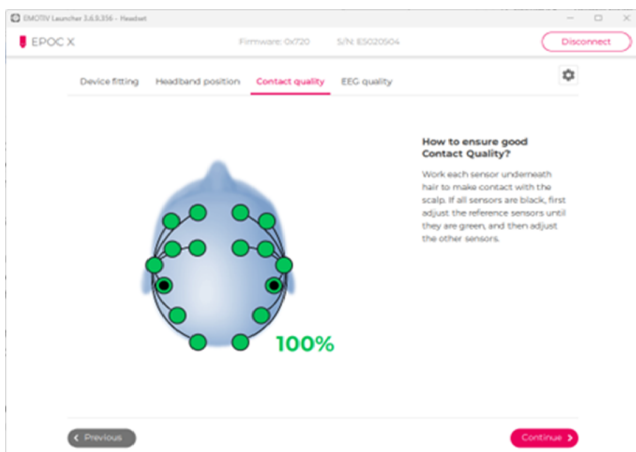 EMOTIV Launcher 3.6.9.356 - Headset
EPOC X
Firmware: 0x720
S/N: E5020504
Disconnect
Device fitting
Headband position
Contact quality
EEG quality
How to ensure good
Contact Quality?
Work each sensor underneath
hair to make contact with the
scalp. If all sensors are black, first
adjust the reference sensors until
they are green, and then adjust
the other sensors.
100%
Previous
Continue